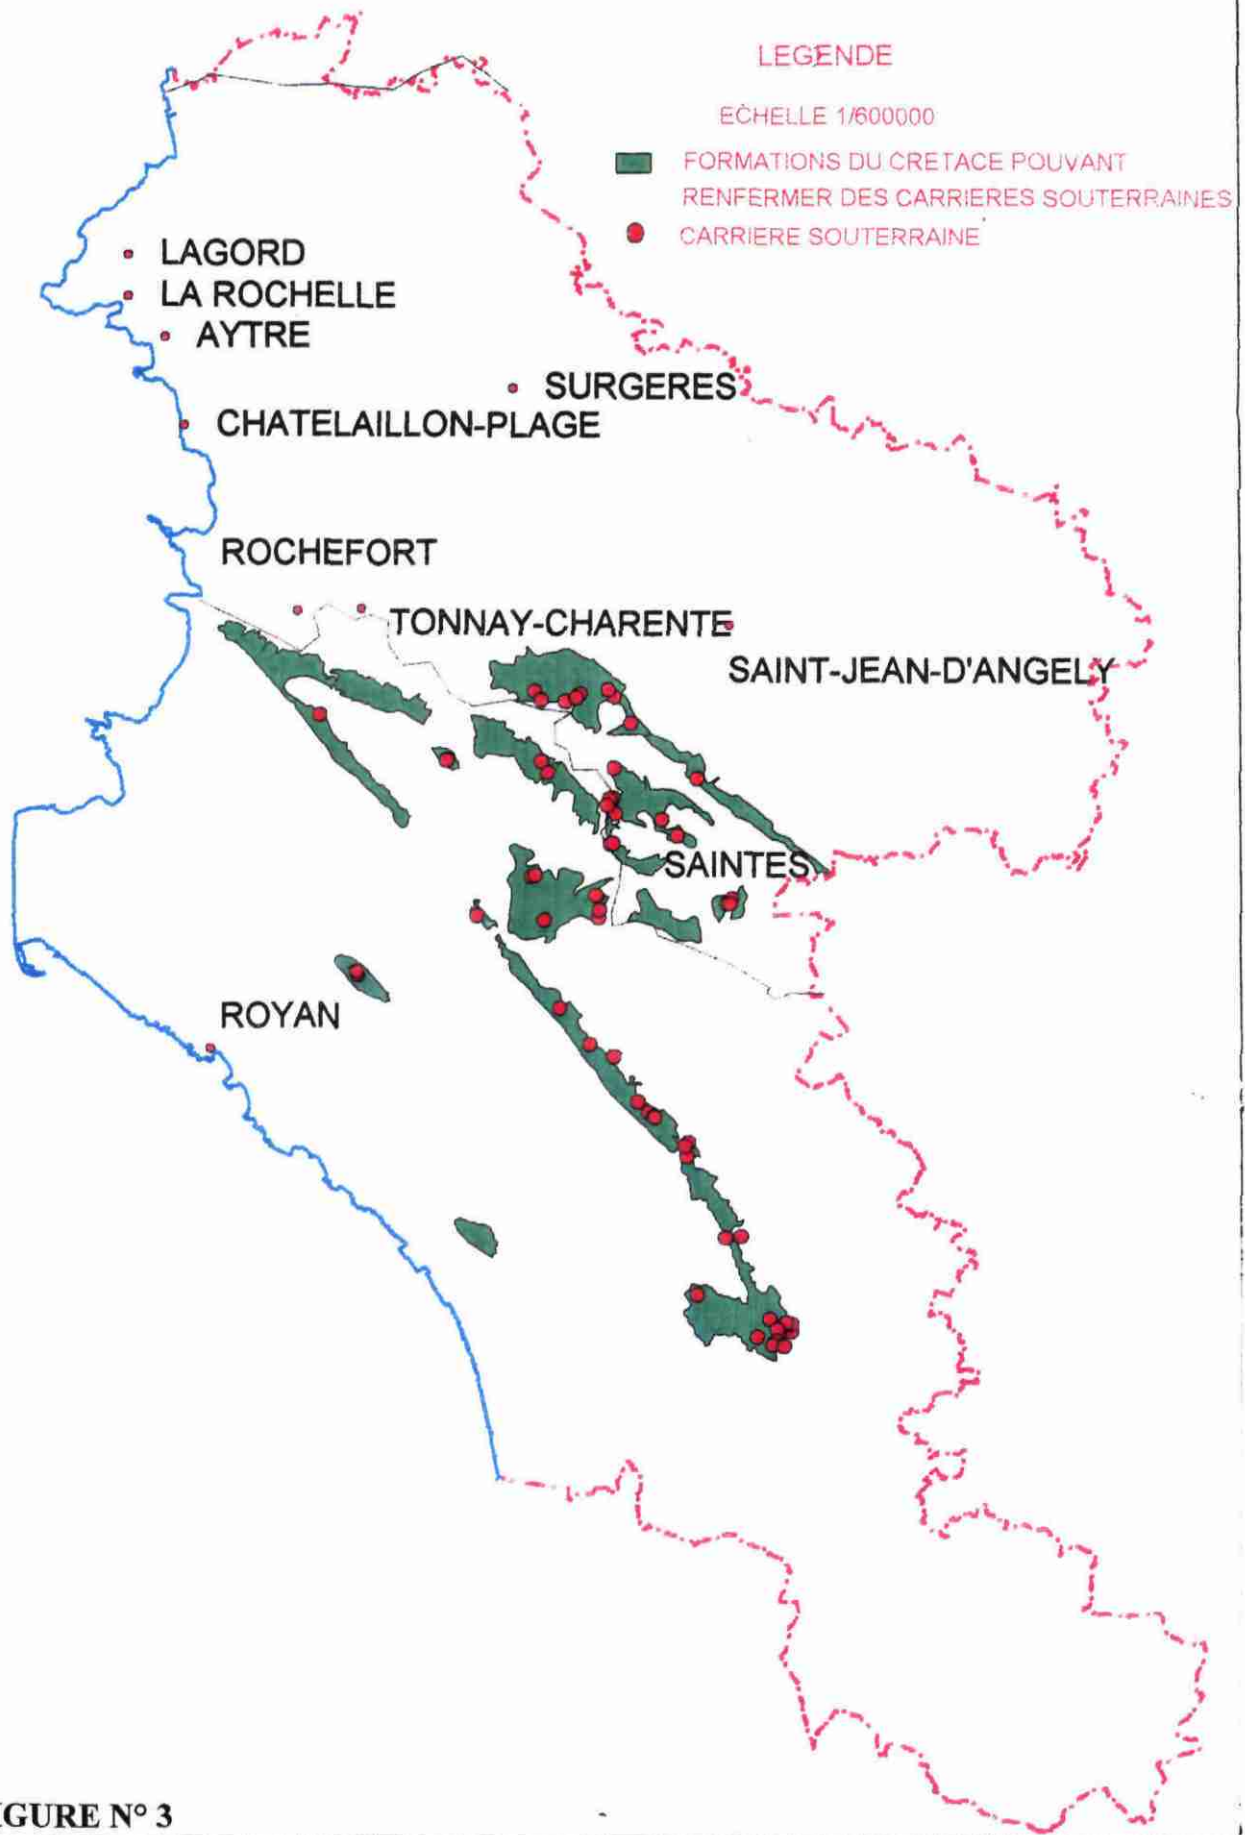 LEGENDE
ECHELLE 1/600000
FORMATIONS DU CRETACE POUVANT
RENFERMER DES CARRIERES SOUTERRAINES
CARRIERE SOUTERRAINE
LAGORD
LA ROCHELLE
AYTRE
SURGERES
CHATELAILLON-PLAGE
ROCHEFORT
TONNAY-CHARENTE
SAINT-JEAN-D'ANGELY
SAINTES
ROYAN
IGURE N° 3